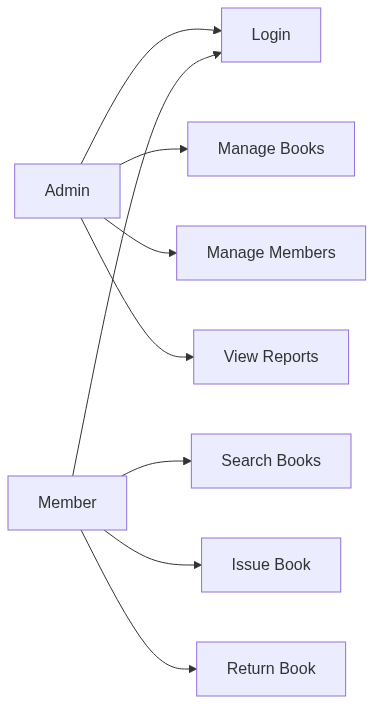 Login
Manage Books
Admin
Manage Members
View Reports
Search Books
Member
Issue Book
Return Book